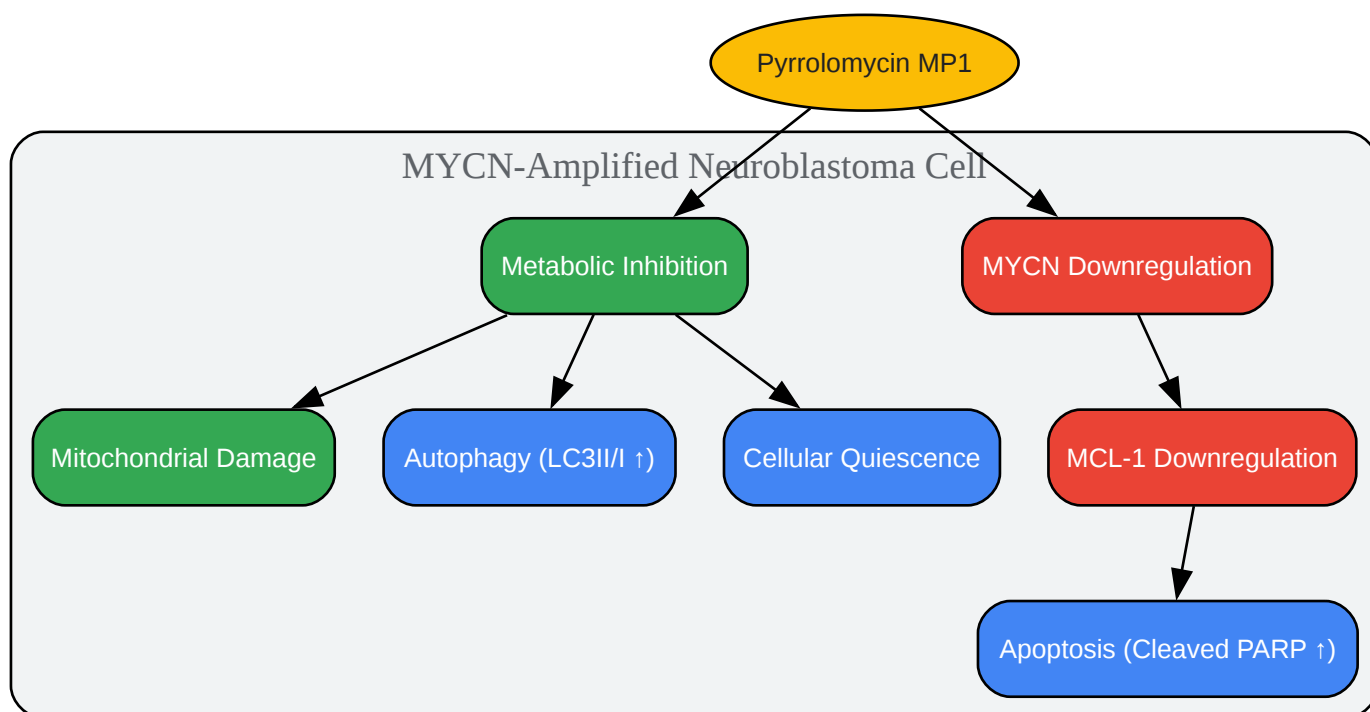 Pyrrolomycin MP1
MYCN-Amplified Neuroblastoma Cell
Metabolic Inhibition
MYCN Downregulation
Mitochondrial Damage
Autophagy (LC3II/I ↑)
Cellular Quiescence
MCL-1 Downregulation
Apoptosis (Cleaved PARP ↑)